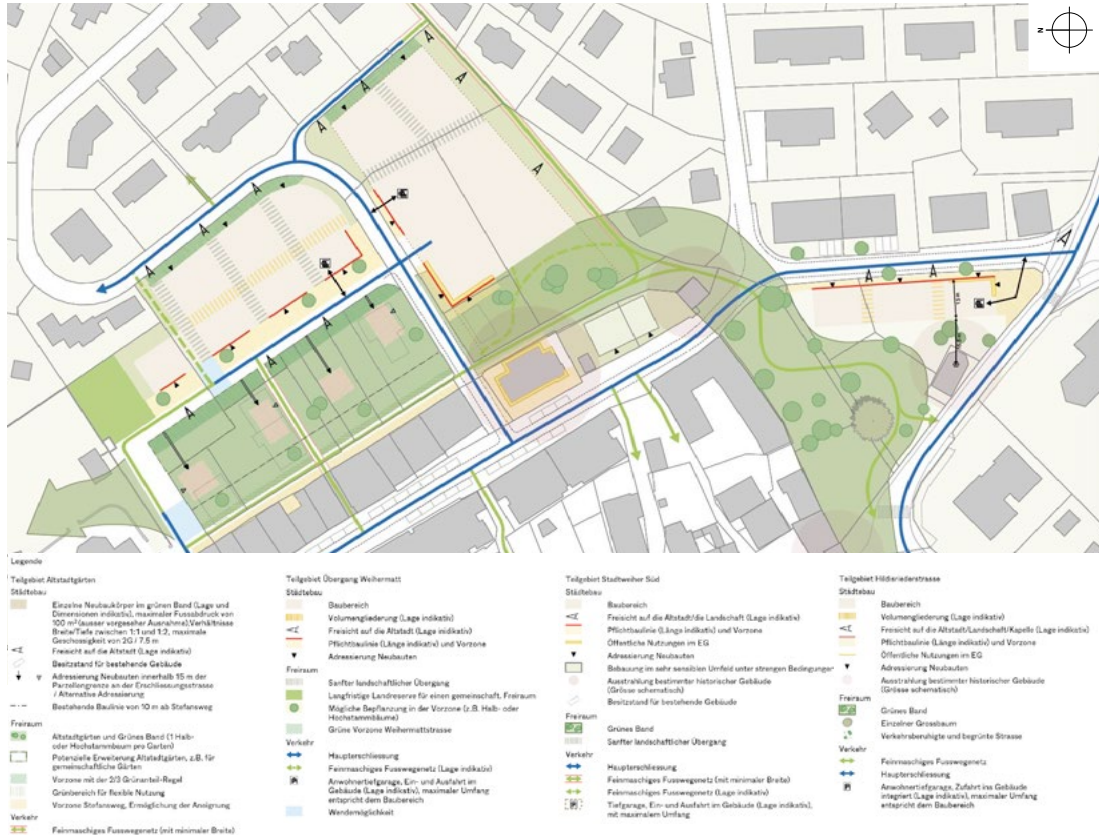 N
Legende
Teilgebiet Altstadtgärten
Städtebau
Einzelne Neubaukörper im grünen Band (Lage und
Dimensionen indikativ), maximaler Fussabdruck von
100 m² (ausser vorgeseher Ausnahme); Verhältnisse
Breite/Tiefe zwischen 1:1 und 1:2, maximale
Geschossigkeit von 2G / 7.5 m
Freisicht auf die Altstadt (Lage indikativ)
Besitzstand für bestehende Gebäude
Adressierung Neubauten innerhalb 15 m der
Parzellengrenze an der Erschliessungsstrasse
/ Alternative Adressierung
Bestehende Baulinie von 10 m ab Stefansweg
Freiraum
Altstadtgärten und Grünes Band (1 Halb-
oder Hochstammbaum pro Garten)
Potenzielle Erweiterung Altstadtgärten, z.B. für
gemeinschaftliche Gärten
Vorzone mit der 2/3 Grünanteil-Regel
Grünbereich für flexible Nutzung
Vorzone Stefansweg, Ermöglichung der Aneignung
Feinmaschiges Fusswegenetz (mit minimaler Breite)
Teilgebiet Übergang Weihermatt
Städtebau
Baubereich
Volumengliederung (Lage indikativ)
Freisicht auf die Altstadt (Lage indikativ)
Pflichtbaulinie (Länge indikativ) und Vorzone
Adressierung Neubauten
Freiraum
Sanfter landschaftlicher Übergang
Langfristige Landreserve für einen gemeinschaft. Freiraum
Mögliche Bepflanzung in der Vorzone (z.B. Halb- oder
Hochstammbäume)
Grüne Vorzone Weihermattstrasse
Verkehr
Haupterschliessung
Feinmaschiges Fusswegenetz (Lage indikativ)
Anwohnertiefgarage, Ein- und Ausfahrt im
Gebäude (Lage indikativ), maximaler Umfang
entspricht dem Baubereich
Wendemöglichkeit
Teilgebiet Stadtweiher Süd
Städtebau
Baubereich
Freisicht auf die Altstadt/die Landschaft (Lage indikativ)
Pflichtbaulinie (Länge indikativ) und Vorzone
Öffentliche Nutzungen im EG
Adressierung Neubauten
Bebauung im sehr sensiblen Umfeld unter strengen Bedingungen
Ausstrahlung bestimmter historischer Gebäude
(Grösse schematisch)
Besitzstand für bestehende Gebäude
Freiraum
Grünes Band
Sanfter landschaftlicher Übergang
Verkehr
Haupterschliessung
Feinmaschiges Fusswegenetz (mit minimaler Breite)
Feinmaschiges Fusswegenetz (Lage indikativ)
Tiefgarage, Ein- und Ausfahrt im Gebäude (Lage indikativ),
mit maximalem Umfang
Teilgebiet Hildisriederstrasse
Städtebau
Baubereich
Volumengliederung (Lage indikativ)
Freisicht auf die Altstadt/Landschaft/Kapelle (Lage indikativ)
Pflichtbaulinie (Länge indikativ) und Vorzone
Öffentliche Nutzungen im EG
Adressierung Neubauten
Ausstrahlung bestimmter historischer Gebäude
(Grösse schematisch)
Freiraum
Grünes Band
Einzelner Grossbaum
Verkehrsberuhigte und begrünte Strasse
Verkehr
Feinmaschiges Fusswegenetz
Haupterschliessung
Anwohnertiefgarage, Zufahrt ins Gebäude
integriert (Lage indikativ), maximaler Umfang
entspricht dem Baubereich